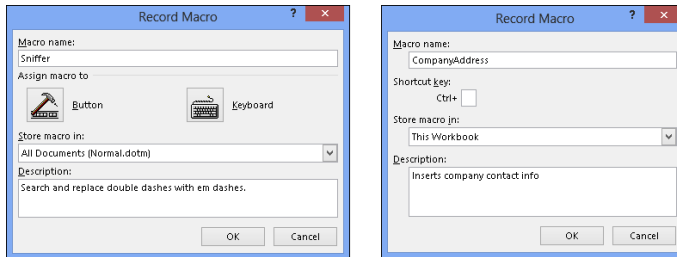 Record Macro
?
×
Macro name:
Sniffer
Assign macro to
Button
Keyboard
Store macro in:
All Documents (Normal.dotm)
Description:
Search and replace double dashes with em dashes.
OK
Cancel
Record Macro
?
×
Macro name:
CompanyAddress
Shortcut key:
Ctrl+
Store macro in:
This Workbook
Description:
Inserts company contact info
OK
Cancel